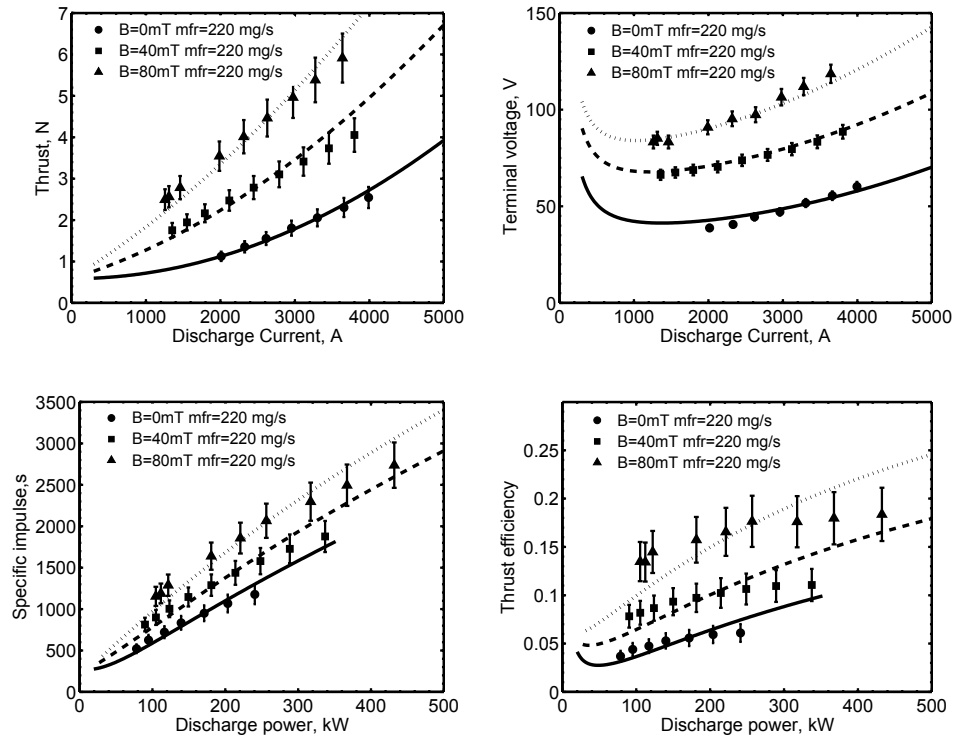 7
6
5
4
3
2
1
0
Thrust, N
B=0mT mfr=220 mg/s
B=40mT mfr=220 mg/s
B=80mT mfr=220 mg/s
0 1000 2000 3000 4000 5000
Discharge Current, A
150
100
50
0
Terminal voltage, V
B=0mT mfr=220 mg/s
B=40mT mfr=220 mg/s
B=80mT mfr=220 mg/s
0 1000 2000 3000 4000 5000
Discharge Current, A
3500
3000
2500
2000
1500
1000
500
0
Specific impulse,s
B=0mT mfr=220 mg/s
B=40mT mfr=220 mg/s
B=80mT mfr=220 mg/s
0 100 200 300 400 500
Discharge power, kW
0.25
0.2
0.15
0.1
0.05
0
Thrust efficiency
B=0mT mfr=220 mg/s
B=40mT mfr=220 mg/s
B=80mT mfr=220 mg/s
0 100 200 300 400 500
Discharge power, kW